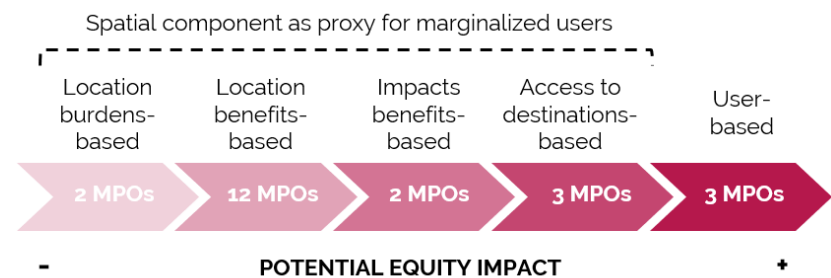 Spatial component as proxy for marginalized users
Location
burdens-
based
Location
benefits-
based
Impacts
benefits-
based
Access to
destinations-
based
User-
based
2 MPOs
12 MPOs
2 MPOs
3 MPOs
3 MPOs
- POTENTIAL EQUITY IMPACT +